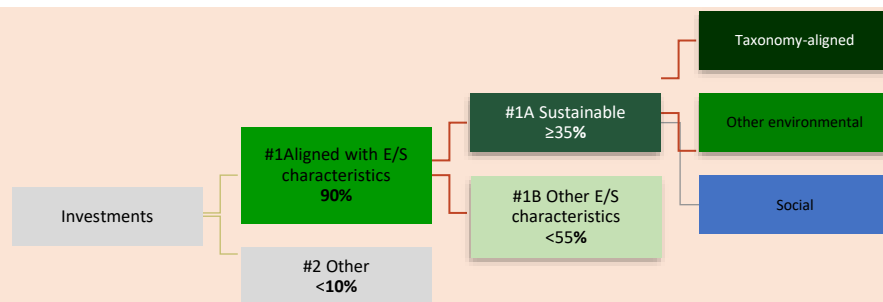 Taxonomy-aligned
#1A Sustainable
≥35%
Other environmental
#1Aligned with E/S
characteristics
90%
#1B Other E/S
characteristics
<55%
Social
Investments
#2 Other
<10%